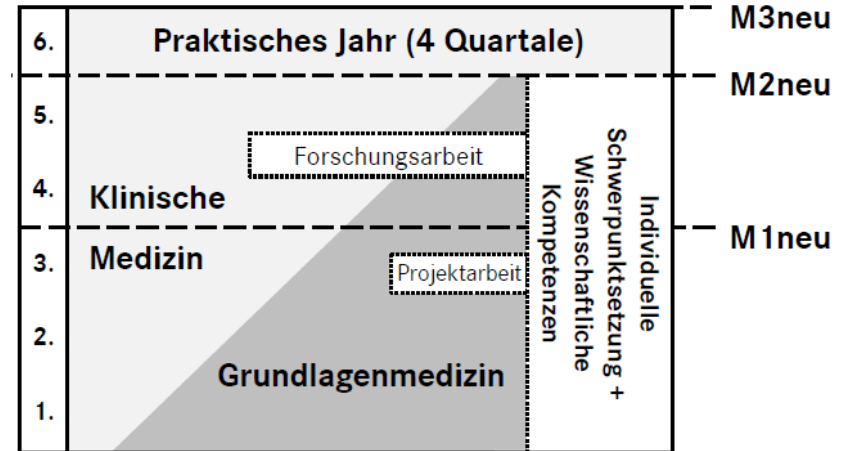 M3neu
6.
Praktisches Jahr (4 Quartale)
M2neu
5.
Forschungsarbeit
4.
Klinische
M1neu
3.
Medizin
Projektarbeit
2.
Grundlagenmedizin
1.
Individuelle
Schwerpunktsetzung +
Wissenschaftliche
Kompetenzen